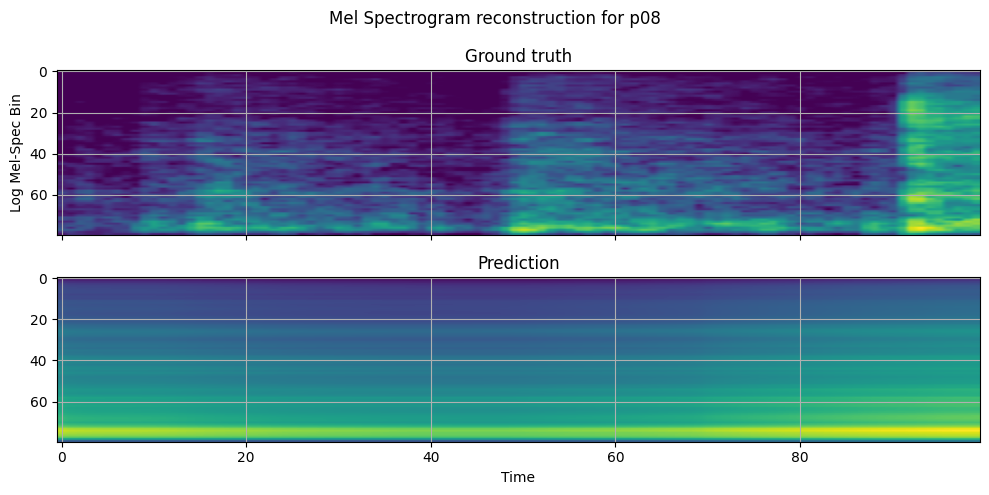 Mel Spectrogram reconstruction for p08
Ground truth
0
20
40
60
Log Mel-Spec Bin
Prediction
0
20
40
60
0 20 40 60 80
Time